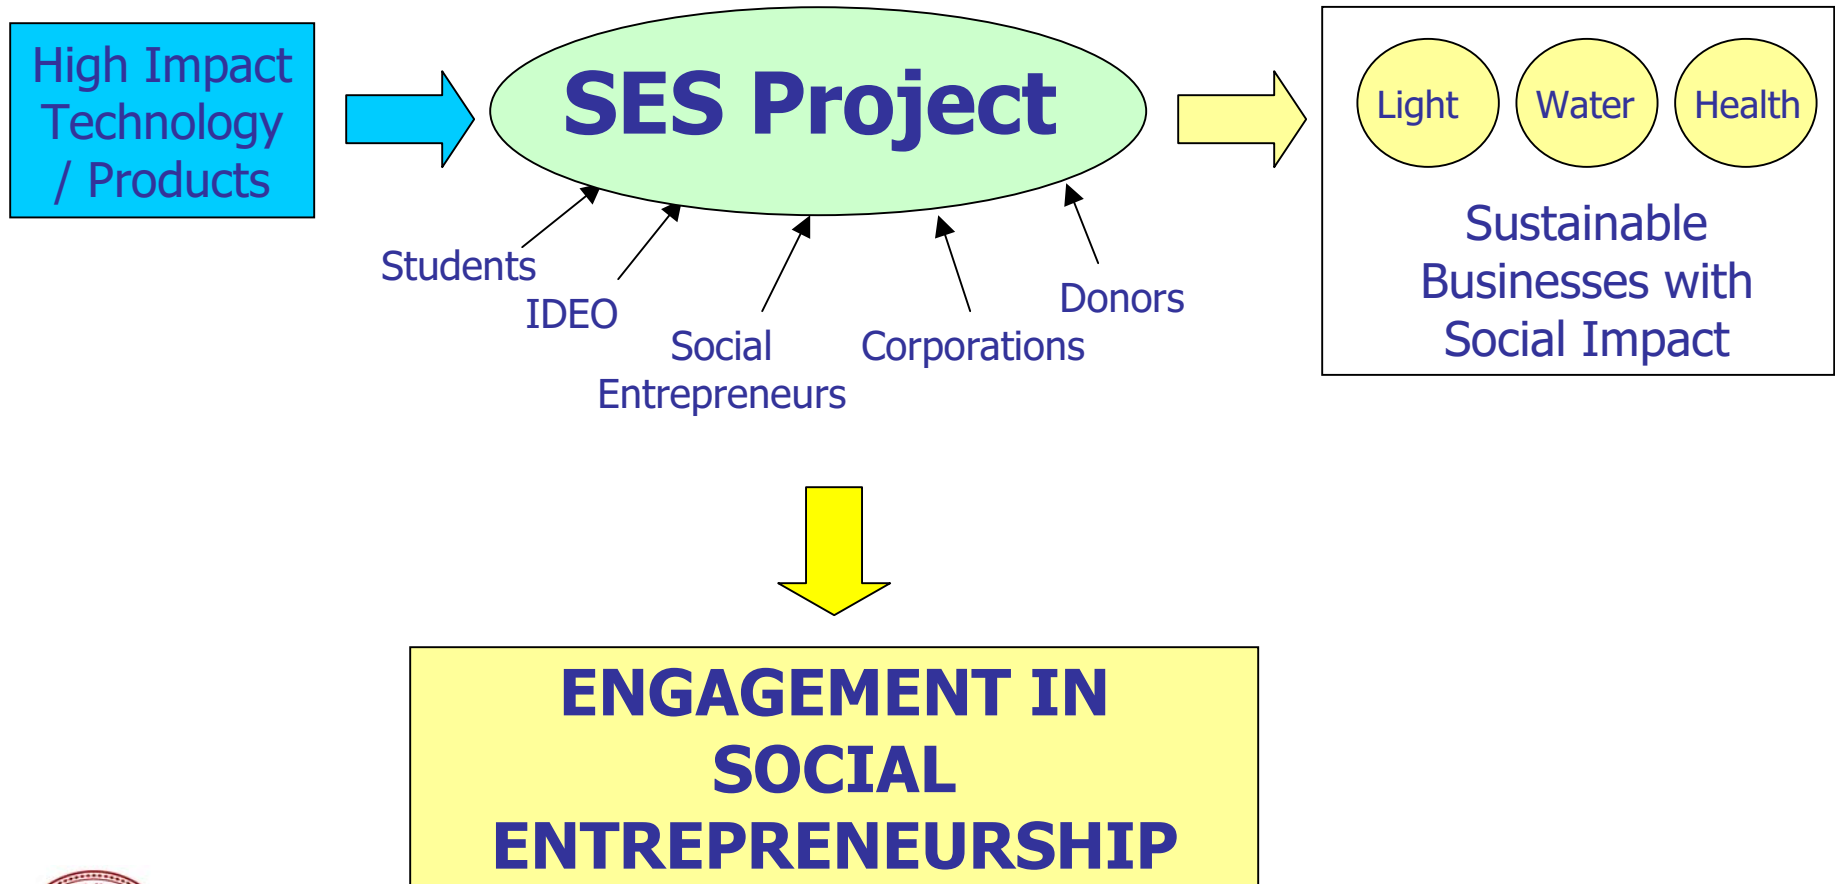 High Impact
Technology
/ Products
SES Project
Light
Water
Health
Sustainable
Businesses with
Social Impact
Students
IDEO
Social
Entrepreneurs
Corporations
Donors
ENGAGEMENT IN
SOCIAL
ENTREPRENEURSHIP